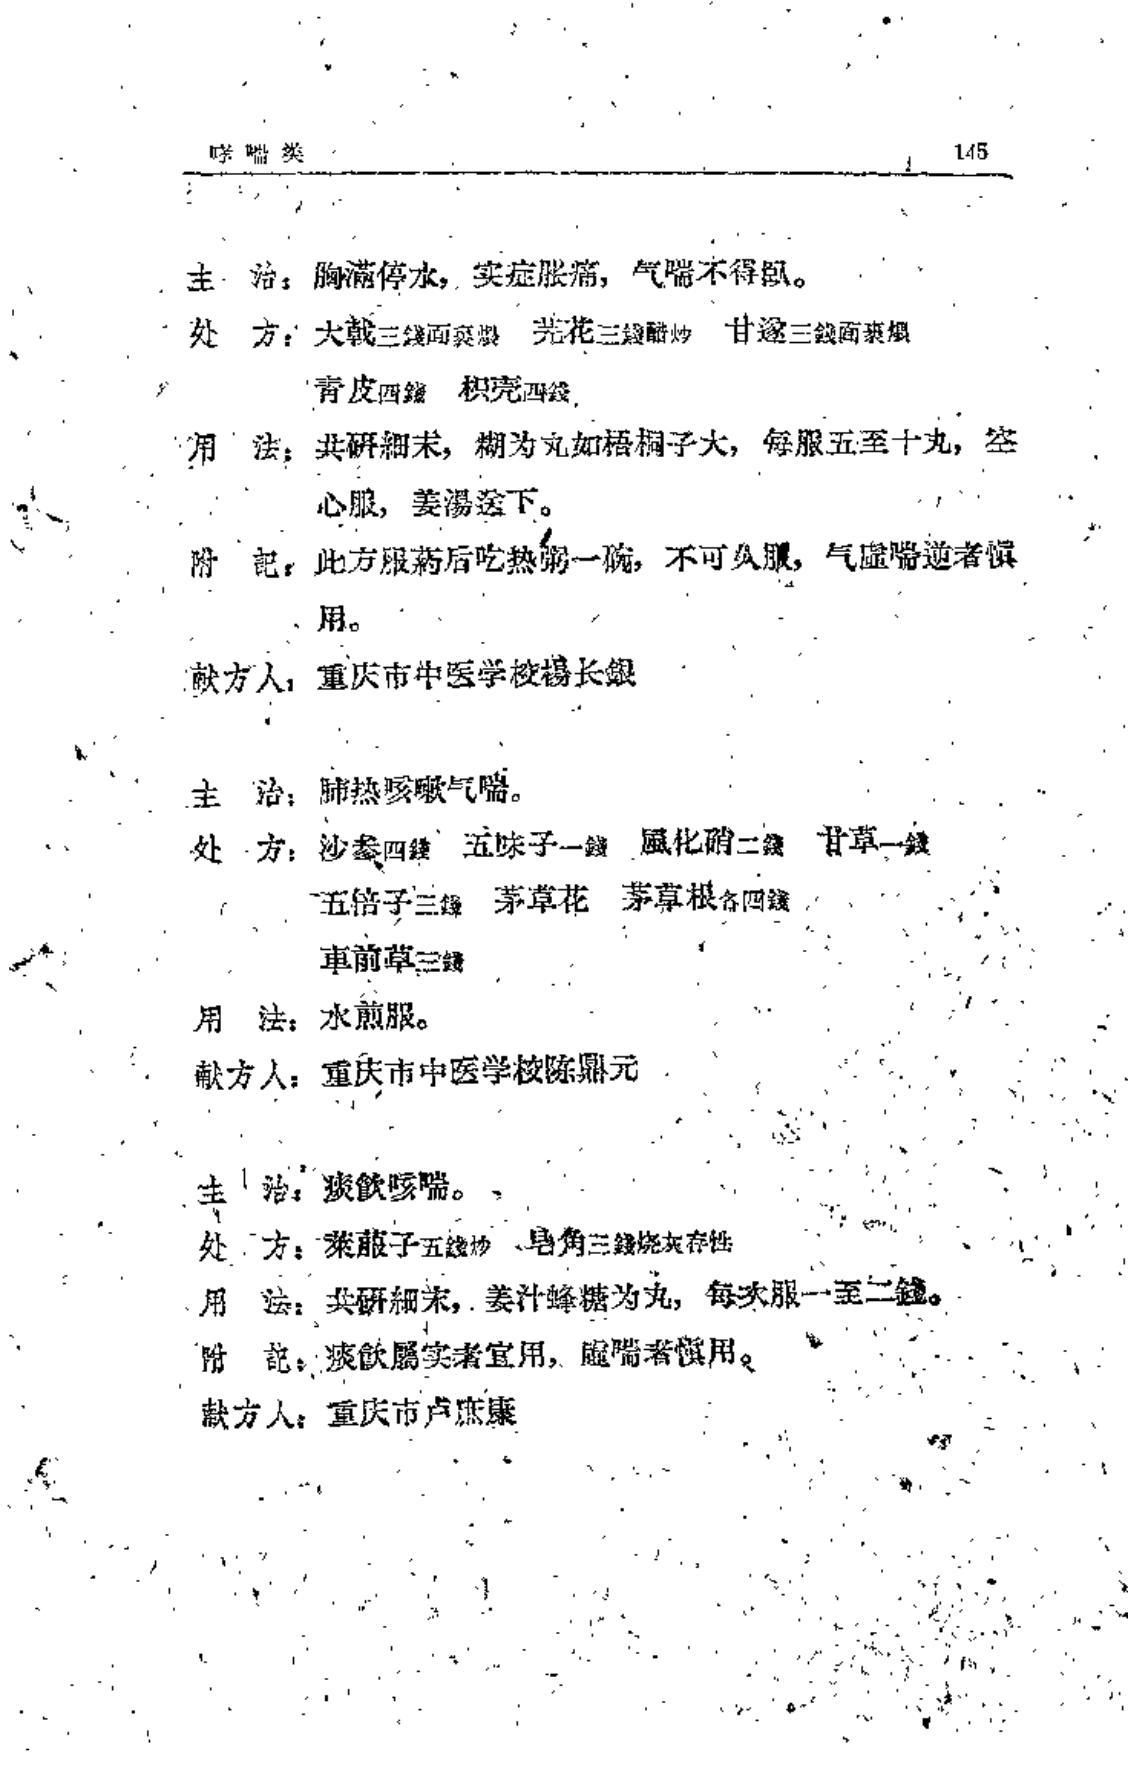 哮喘类 145
主治：胸滿停水，实症胀痛，气喘不得臥。
处方：大戟三錢面裹煨 芫花三錢醋炒 甘遂三錢面裹煨
青皮四錢 枳壳四錢
用法：共研細末，糊为丸如梧桐子大，每服五至十丸，空
心服，姜湯送下。
附記：此方服葯后吃热粥一碗，不可久服，气虛喘逆者慎
用。
献方人：重庆市中医学校楊长銀
主治：肺热咳嗽气喘。
处方：沙参四錢 五味子一錢 風化硝二錢 甘草一錢
五倍子三錢 茅草花 茅草根各四錢
車前草三錢
用法：水煎服。
献方人：重庆市中医学校陈鼎元
主治：痰飲咳喘。
处方：萊菔子五錢炒 皂角三錢烧灰存性
用法：共研細末，姜汁蜂糖为丸，每次服一至二錢。
附記：痰飲屬实者宜用，虛喘者慎用。
献方人：重庆市卢庶康